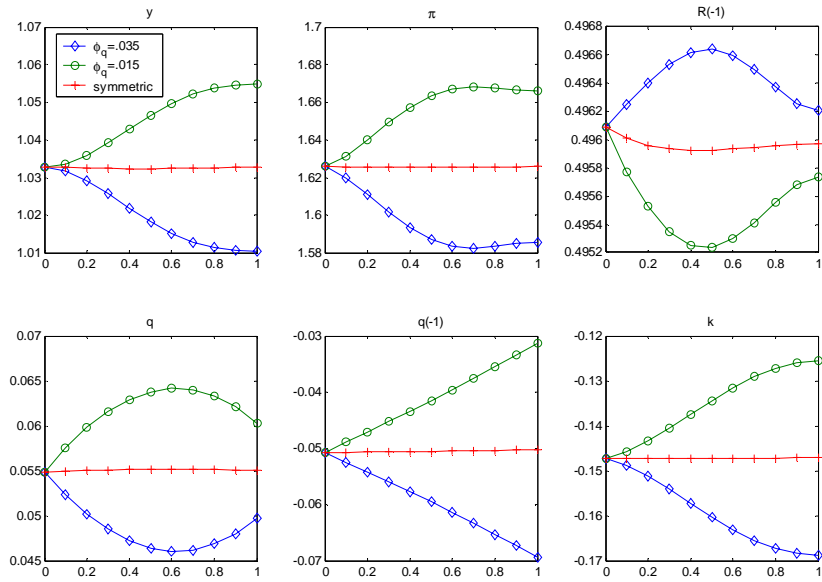 y
1.07
1.06
1.05
1.04
1.03
1.02
1.01
0 0.2 0.4 0.6 0.8 1
ϕq=.035
ϕq=.015
symmetric
π
1.7
1.66
1.62
1.6
1.58
0 0.2 0.4 0.6 0.8 1
R(-1)
0.4968
0.4966
0.4964
0.4962
0.496
0.4958
0.4956
0.4954
0.4952
0 0.2 0.4 0.6 0.8 1
q
0.07
0.065
0.06
0.055
0.05
0.045
0 0.2 0.4 0.6 0.8 1
q(-1)
-0.03
-0.04
-0.05
-0.06
-0.07
0 0.2 0.4 0.6 0.8 1
k
-0.12
-0.13
-0.14
-0.15
-0.16
-0.17
0 0.2 0.4 0.6 0.8 1